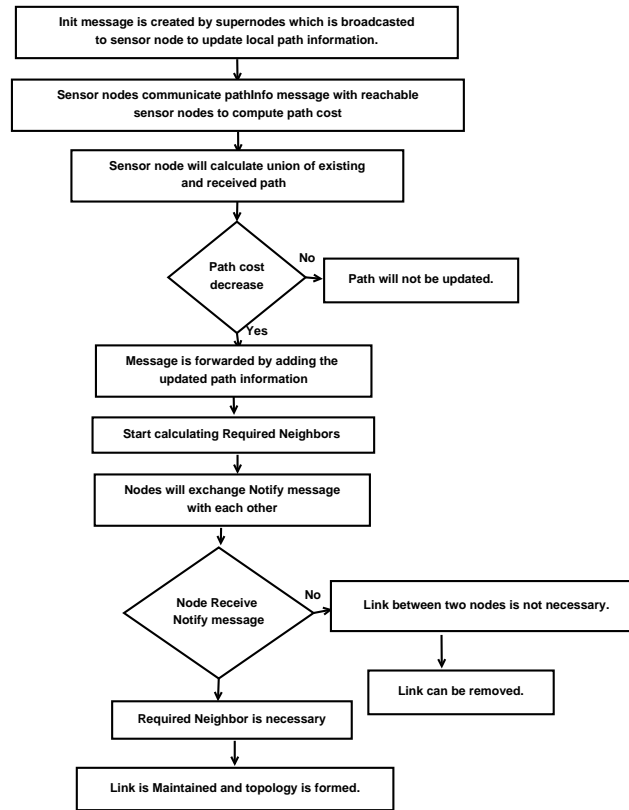 Init message is created by supernodes which is broadcasted
to sensor node to update local path information.
Sensor nodes communicate pathInfo message with reachable
sensor nodes to compute path cost
Sensor node will calculate union of existing
and received path
Path cost
decrease
No
Path will not be updated.
Yes
Message is forwarded by adding the
updated path information
Start calculating Required Neighbors
Nodes will exchange Notify message
with each other
Node Receive
Notify message
No
Link between two nodes is not necessary.
Link can be removed.
Required Neighbor is necessary
Link is Maintained and topology is formed.